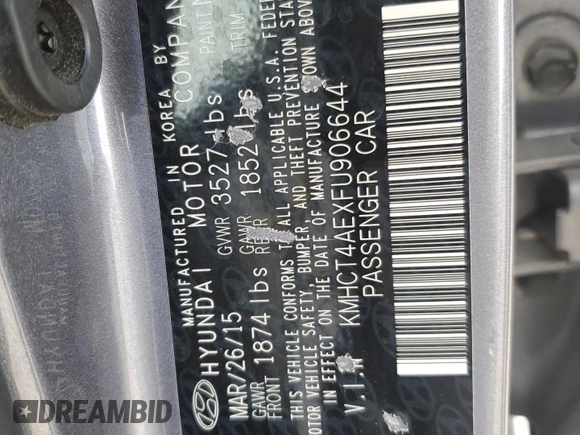 MANUFACTURED IN KOREA BY
HYUNDAI MOTOR COMPAN
MAR/26/15 GVWR 3527 lbs PAINT TRIM
GAWR FRONT 1874 lbs GAWR REAR 1852 lbs
VEHICLE CONFORMS TO ALL APPLICABLE U.S.A. FEDE
MOTOR VEHICLE SAFETY, BUMPER, AND THEFT PREVENTION STA
IN EFFECT ON THE DATE OF MANUFACTURE SHOWN ABOV
V.I.N KMHCT4AEXFU906644
PASSENGER CAR
DREAMBID